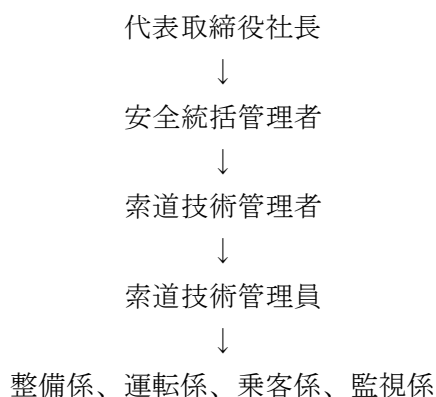 代表取締役社長
↓
安全統括管理者
↓
索道技術管理者
↓
索道技術管理員
↓
整備係、運転係、乗客係、監視係